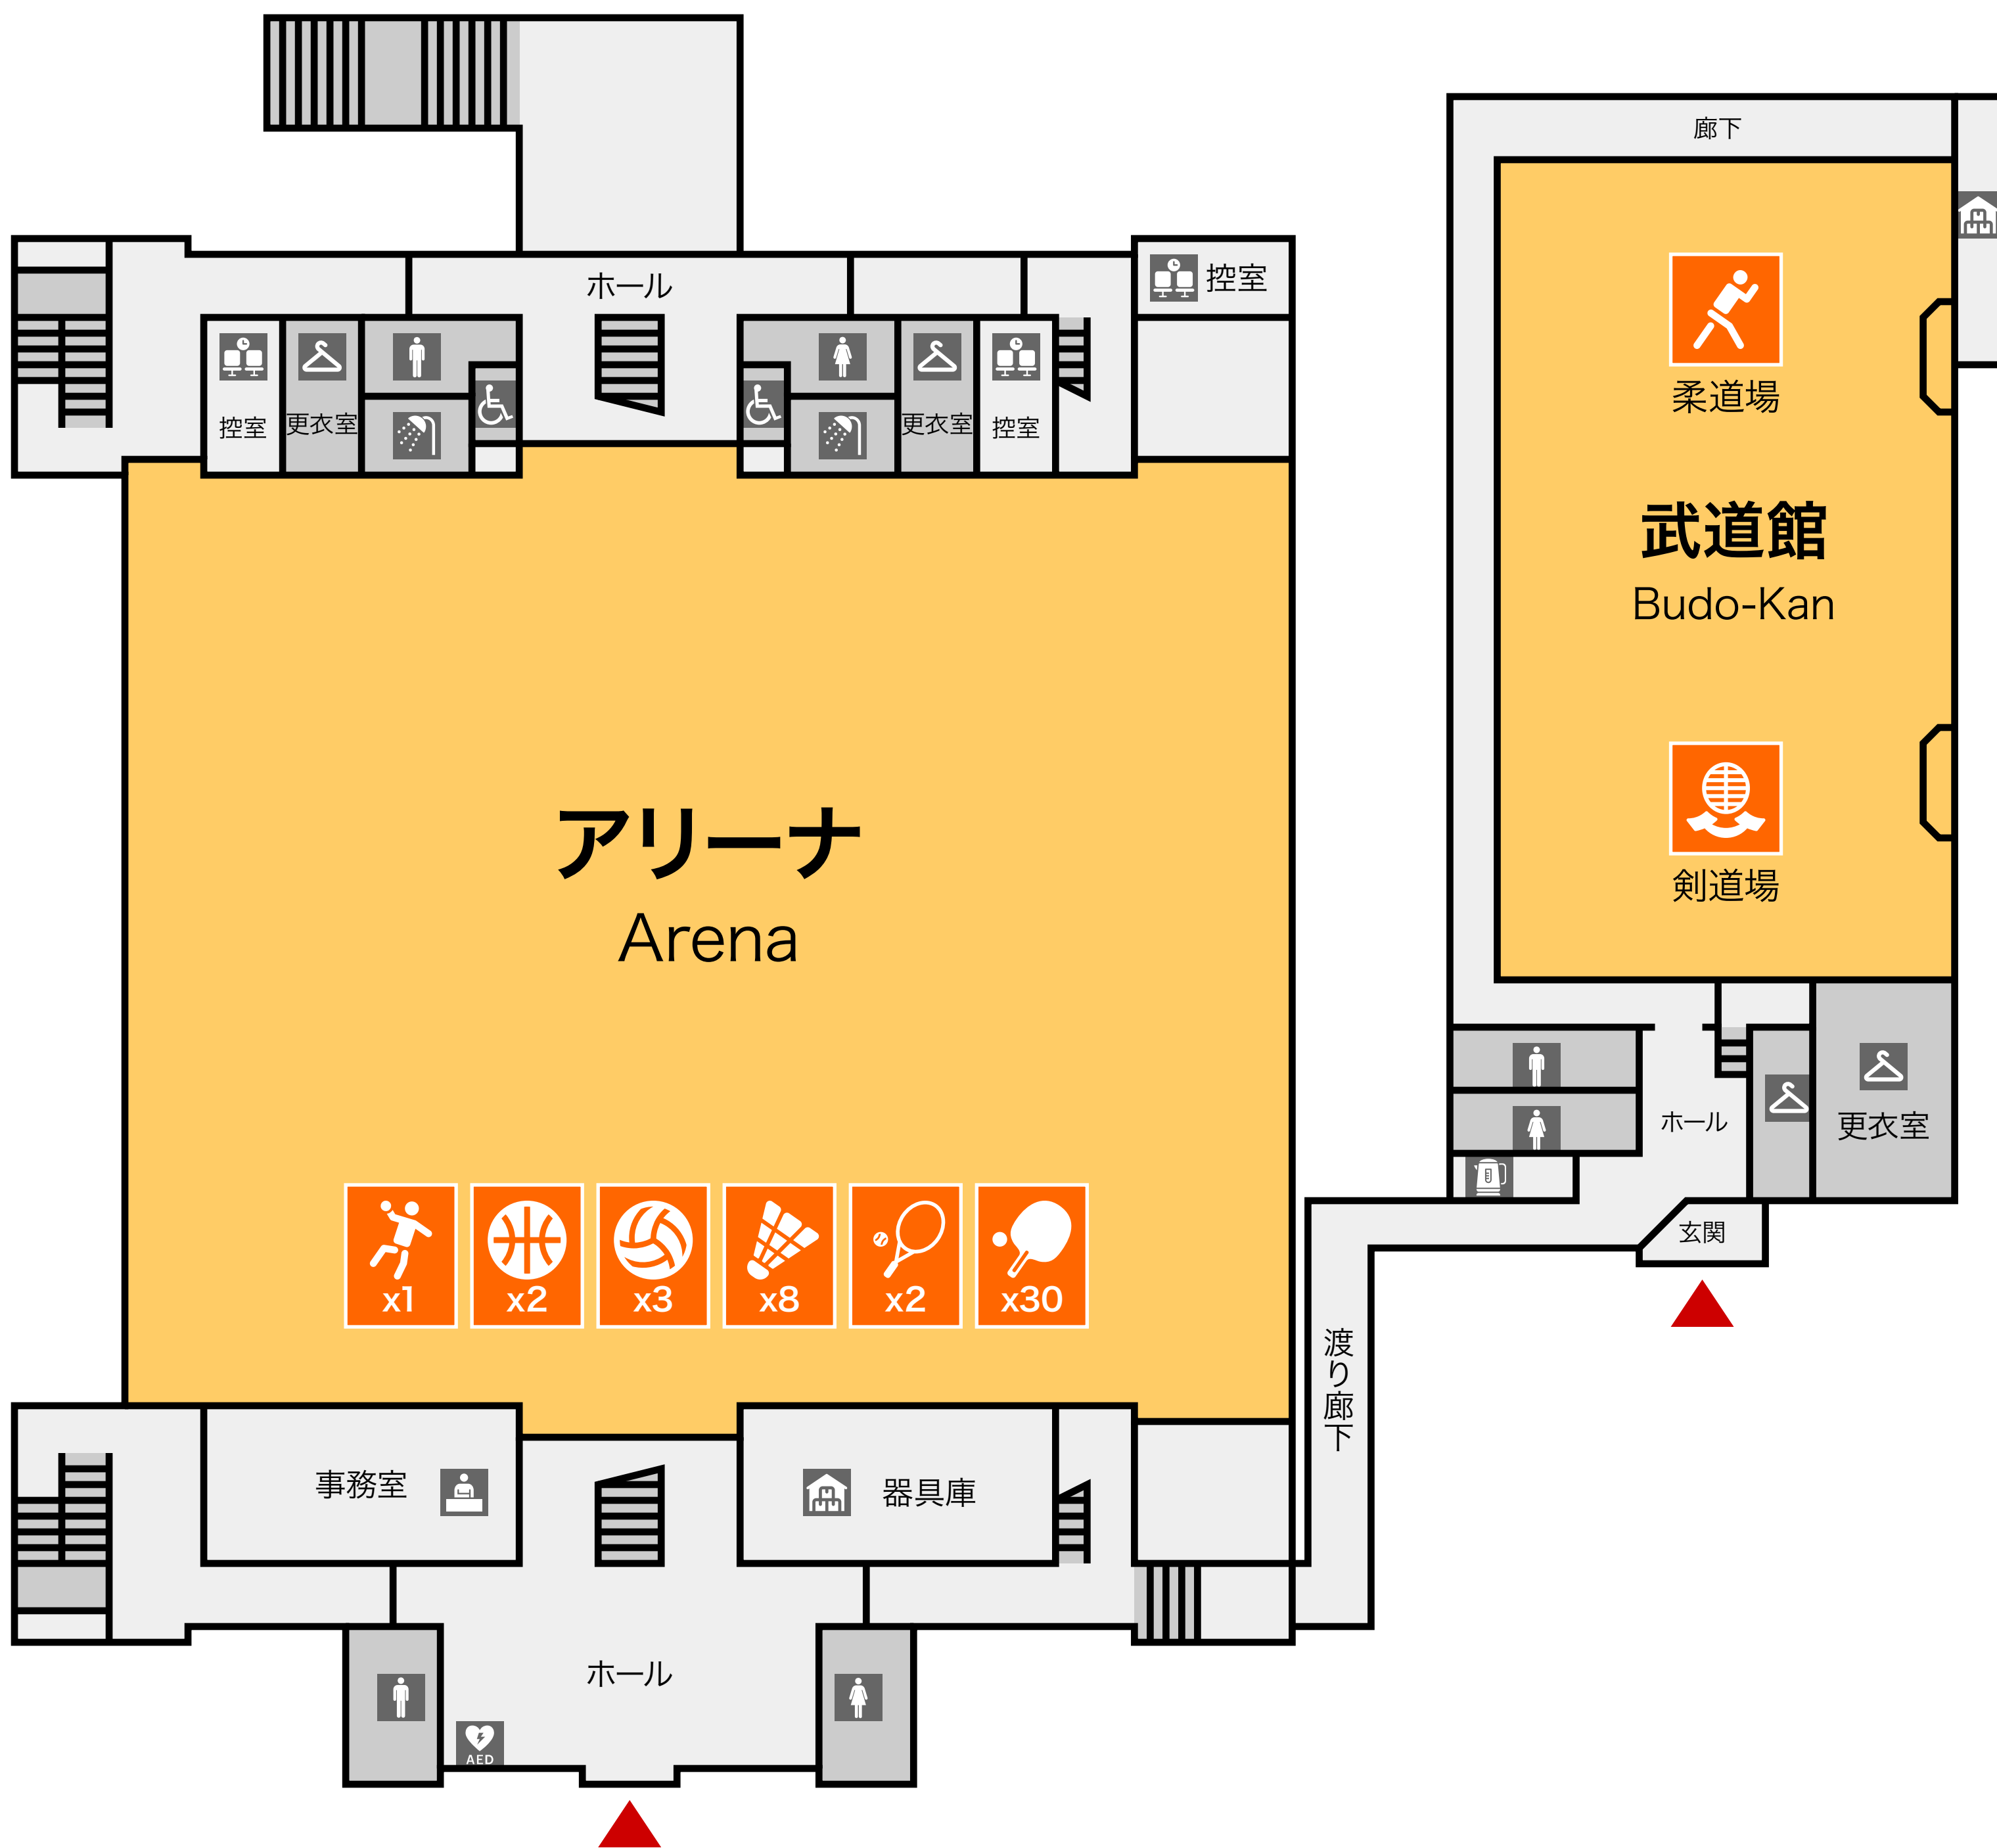 廊下
ホール
控室
柔道場
控室
更衣室
更衣室
控室
武道館
Budo-Kan
アリーナ
Arena
剣道場
ホール
更衣室
玄関
x1
x2
x3
x8
x2
x30
渡り廊下
事務室
器具庫
ホール
AED